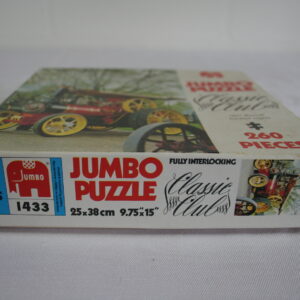 JUMBO
PUZZLE
Classic
Club
260
PIECES
JUMBO
1433
JUMBO
PUZZLE
25x38cm 9.75"x15"
FULLY INTERLOCKING
Classic
Club